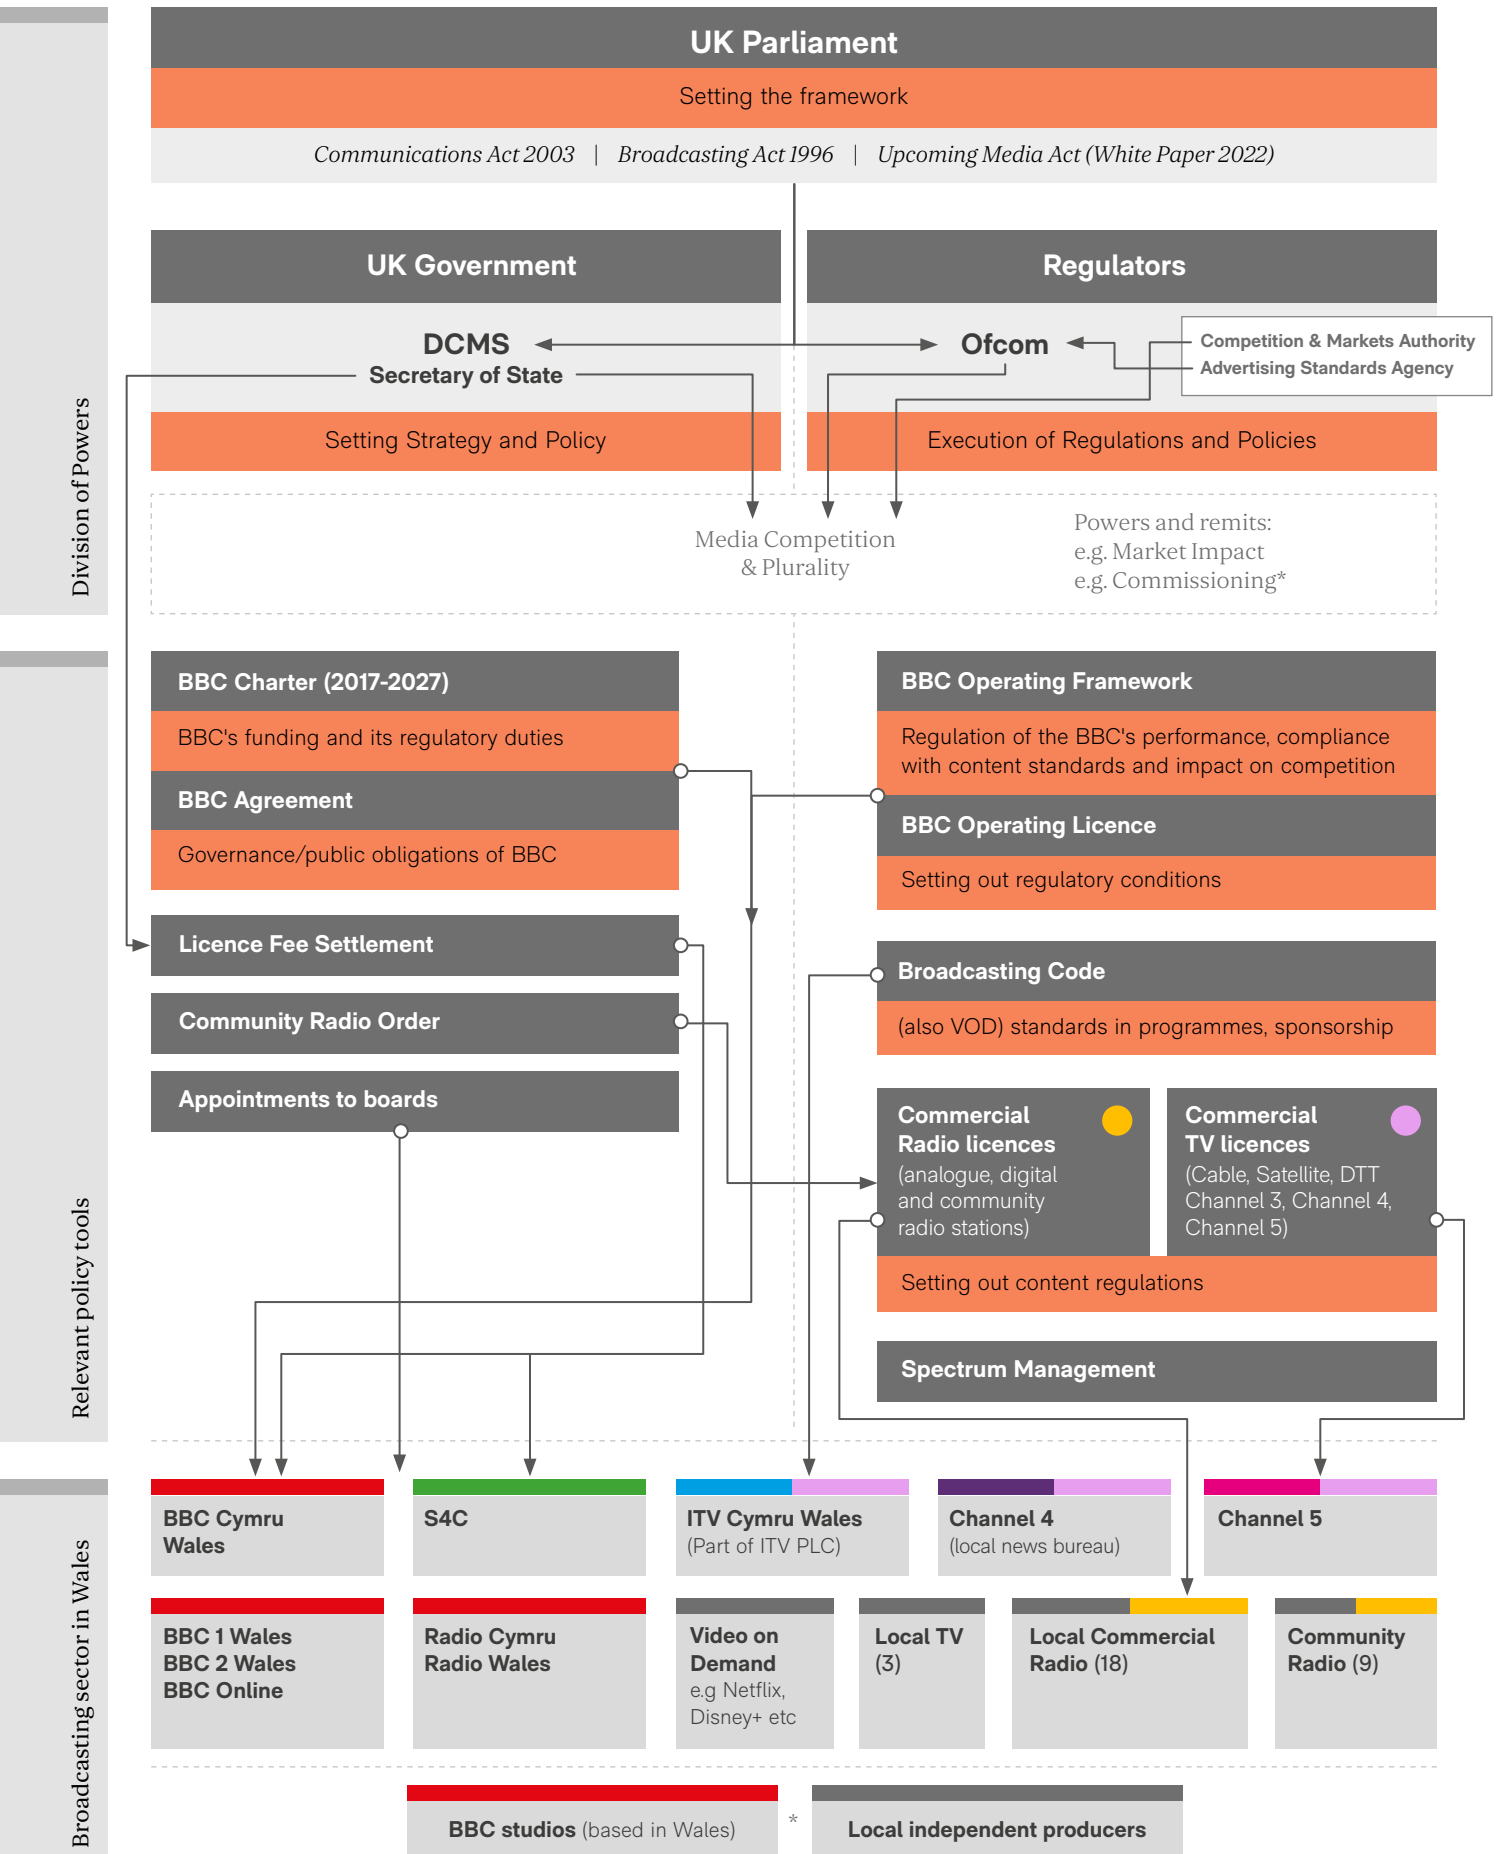 UK Parliament
Setting the framework
Communications Act 2003 | Broadcasting Act 1996 | Upcoming Media Act (White Paper 2022)
UK Government
DCMS
Secretary of State
Setting Strategy and Policy
Regulators
Ofcom
Competition & Markets Authority
Advertising Standards Agency
Execution of Regulations and Policies
Media Competition
& Plurality
Powers and remits:
e.g. Market Impact
e.g. Commissioning*
Division of Powers
BBC Charter (2017-2027)
BBC's funding and its regulatory duties
BBC Agreement
Governance/public obligations of BBC
Licence Fee Settlement
Community Radio Order
Appointments to boards
BBC Operating Framework
Regulation of the BBC's performance, compliance
with content standards and impact on competition
BBC Operating Licence
Setting out regulatory conditions
Broadcasting Code
(also VOD) standards in programmes, sponsorship
Commercial
Radio licences
(analogue, digital
and community
radio stations)
Commercial
TV licences
(Cable, Satellite, DTT
Channel 3, Channel 4,
Channel 5)
Setting out content regulations
Spectrum Management
Relevant policy tools
BBC Cymru
Wales
S4C
ITV Cymru Wales
(Part of ITV PLC)
Channel 4
(local news bureau)
Channel 5
BBC 1 Wales
BBC 2 Wales
BBC Online
Radio Cymru
Radio Wales
Video on
Demand
e.g Netflix,
Disney+ etc
Local TV
(3)
Local Commercial
Radio (18)
Community
Radio (9)
Broadcasting sector in Wales
BBC studios (based in Wales)
*
Local independent producers